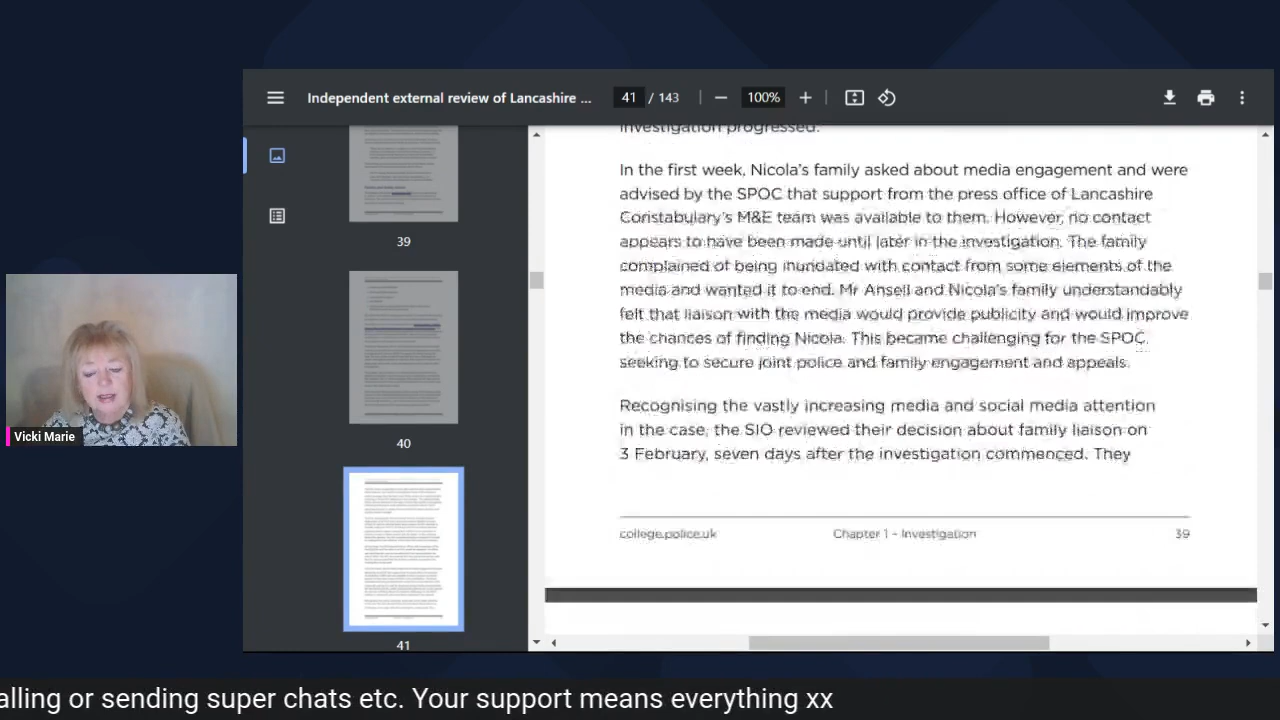 Independent external review of Lancashire ...
41 / 143
100%
investigation progressed.
In the first week, Nicola's family asked about media engagement and were
advised by the SPOC that support from the press office of Lancashire
Constabulary's M&E team was available to them. However, no contact
appears to have been made until later in the investigation. The family
complained of being inundated with contact from some elements of the
media and wanted it to end. Mr Ansell and Nicola's family understandably
felt that liaison with the media would provide publicity and would improve
the chances of finding Nicola. This became challenging for the SPOC
seeking to secure joint police and family engagement and appeals.
Recognising the vastly increasing media and social media attention
in the case, the SIO reviewed their decision about family liaison on
3 February, seven days after the investigation commenced. They
college.police.uk Chapter 1 – Investigation 39
39
40
41
Vicki Marie
alling or sending super chats etc. Your support means everything xx